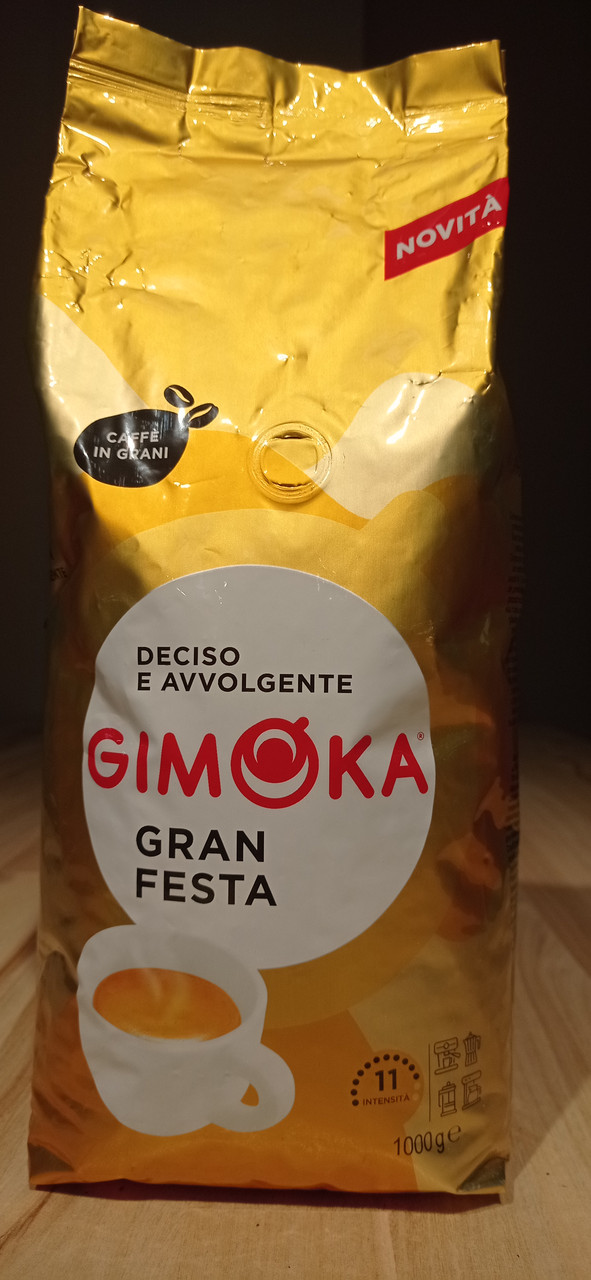 NOVITÀ
CAFFÈ
IN GRANI
DECISO
E AVVOLGENTE
GIMOKA®
GRAN
FESTA
11
INTENSITÀ
1000g e